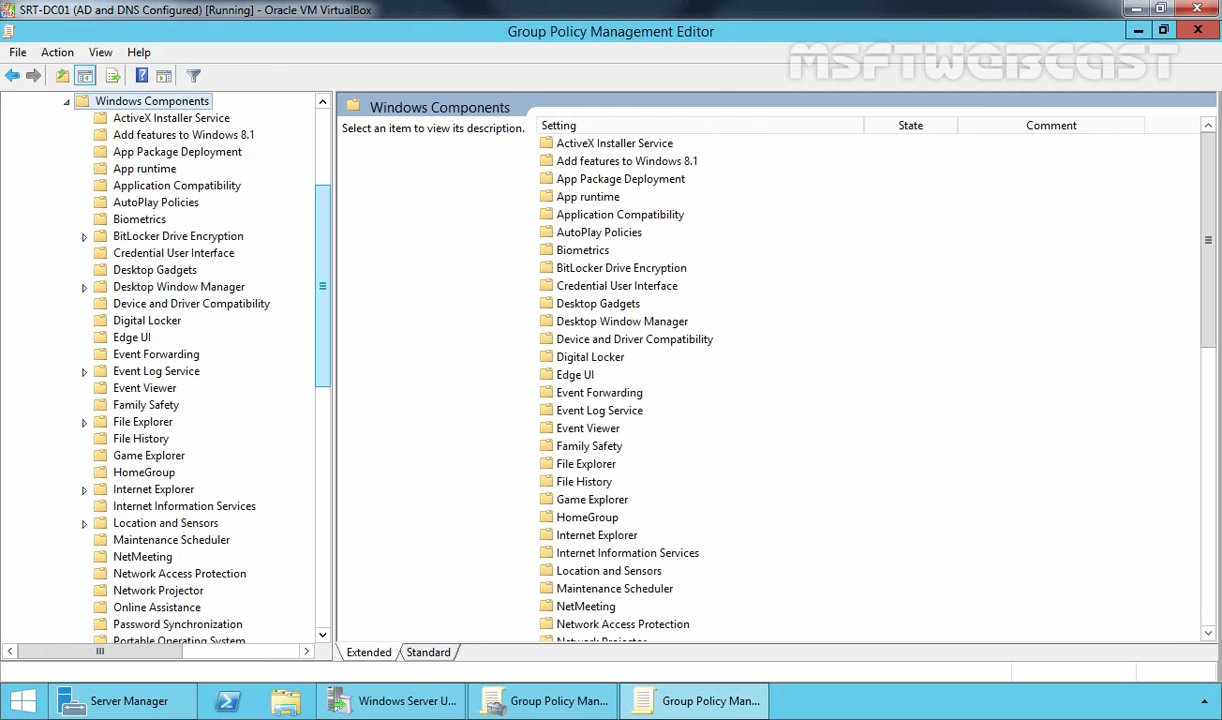 SRT-DC01 (AD and DNS Configured) [Running] - Oracle VM VirtualBox
Group Policy Management Editor
File Action View Help
MSFTWEBCAST
Windows Components
ActiveX Installer Service
Add features to Windows 8.1
App Package Deployment
App runtime
Application Compatibility
AutoPlay Policies
Biometrics
BitLocker Drive Encryption
Credential User Interface
Desktop Gadgets
Desktop Window Manager
Device and Driver Compatibility
Digital Locker
Edge UI
Event Forwarding
Event Log Service
Event Viewer
Family Safety
File Explorer
File History
Game Explorer
HomeGroup
Internet Explorer
Internet Information Services
Location and Sensors
Maintenance Scheduler
NetMeeting
Network Access Protection
Network Projector
Online Assistance
Password Synchronization
Portable Operating System
Windows Components
Select an item to view its description.
Setting State Comment
ActiveX Installer Service
Add features to Windows 8.1
App Package Deployment
App runtime
Application Compatibility
AutoPlay Policies
Biometrics
BitLocker Drive Encryption
Credential User Interface
Desktop Gadgets
Desktop Window Manager
Device and Driver Compatibility
Digital Locker
Edge UI
Event Forwarding
Event Log Service
Event Viewer
Family Safety
File Explorer
File History
Game Explorer
HomeGroup
Internet Explorer
Internet Information Services
Location and Sensors
Maintenance Scheduler
NetMeeting
Network Access Protection
Network Projector
Extended Standard
Server Manager Windows Server U... Group Policy Man... Group Policy Man...